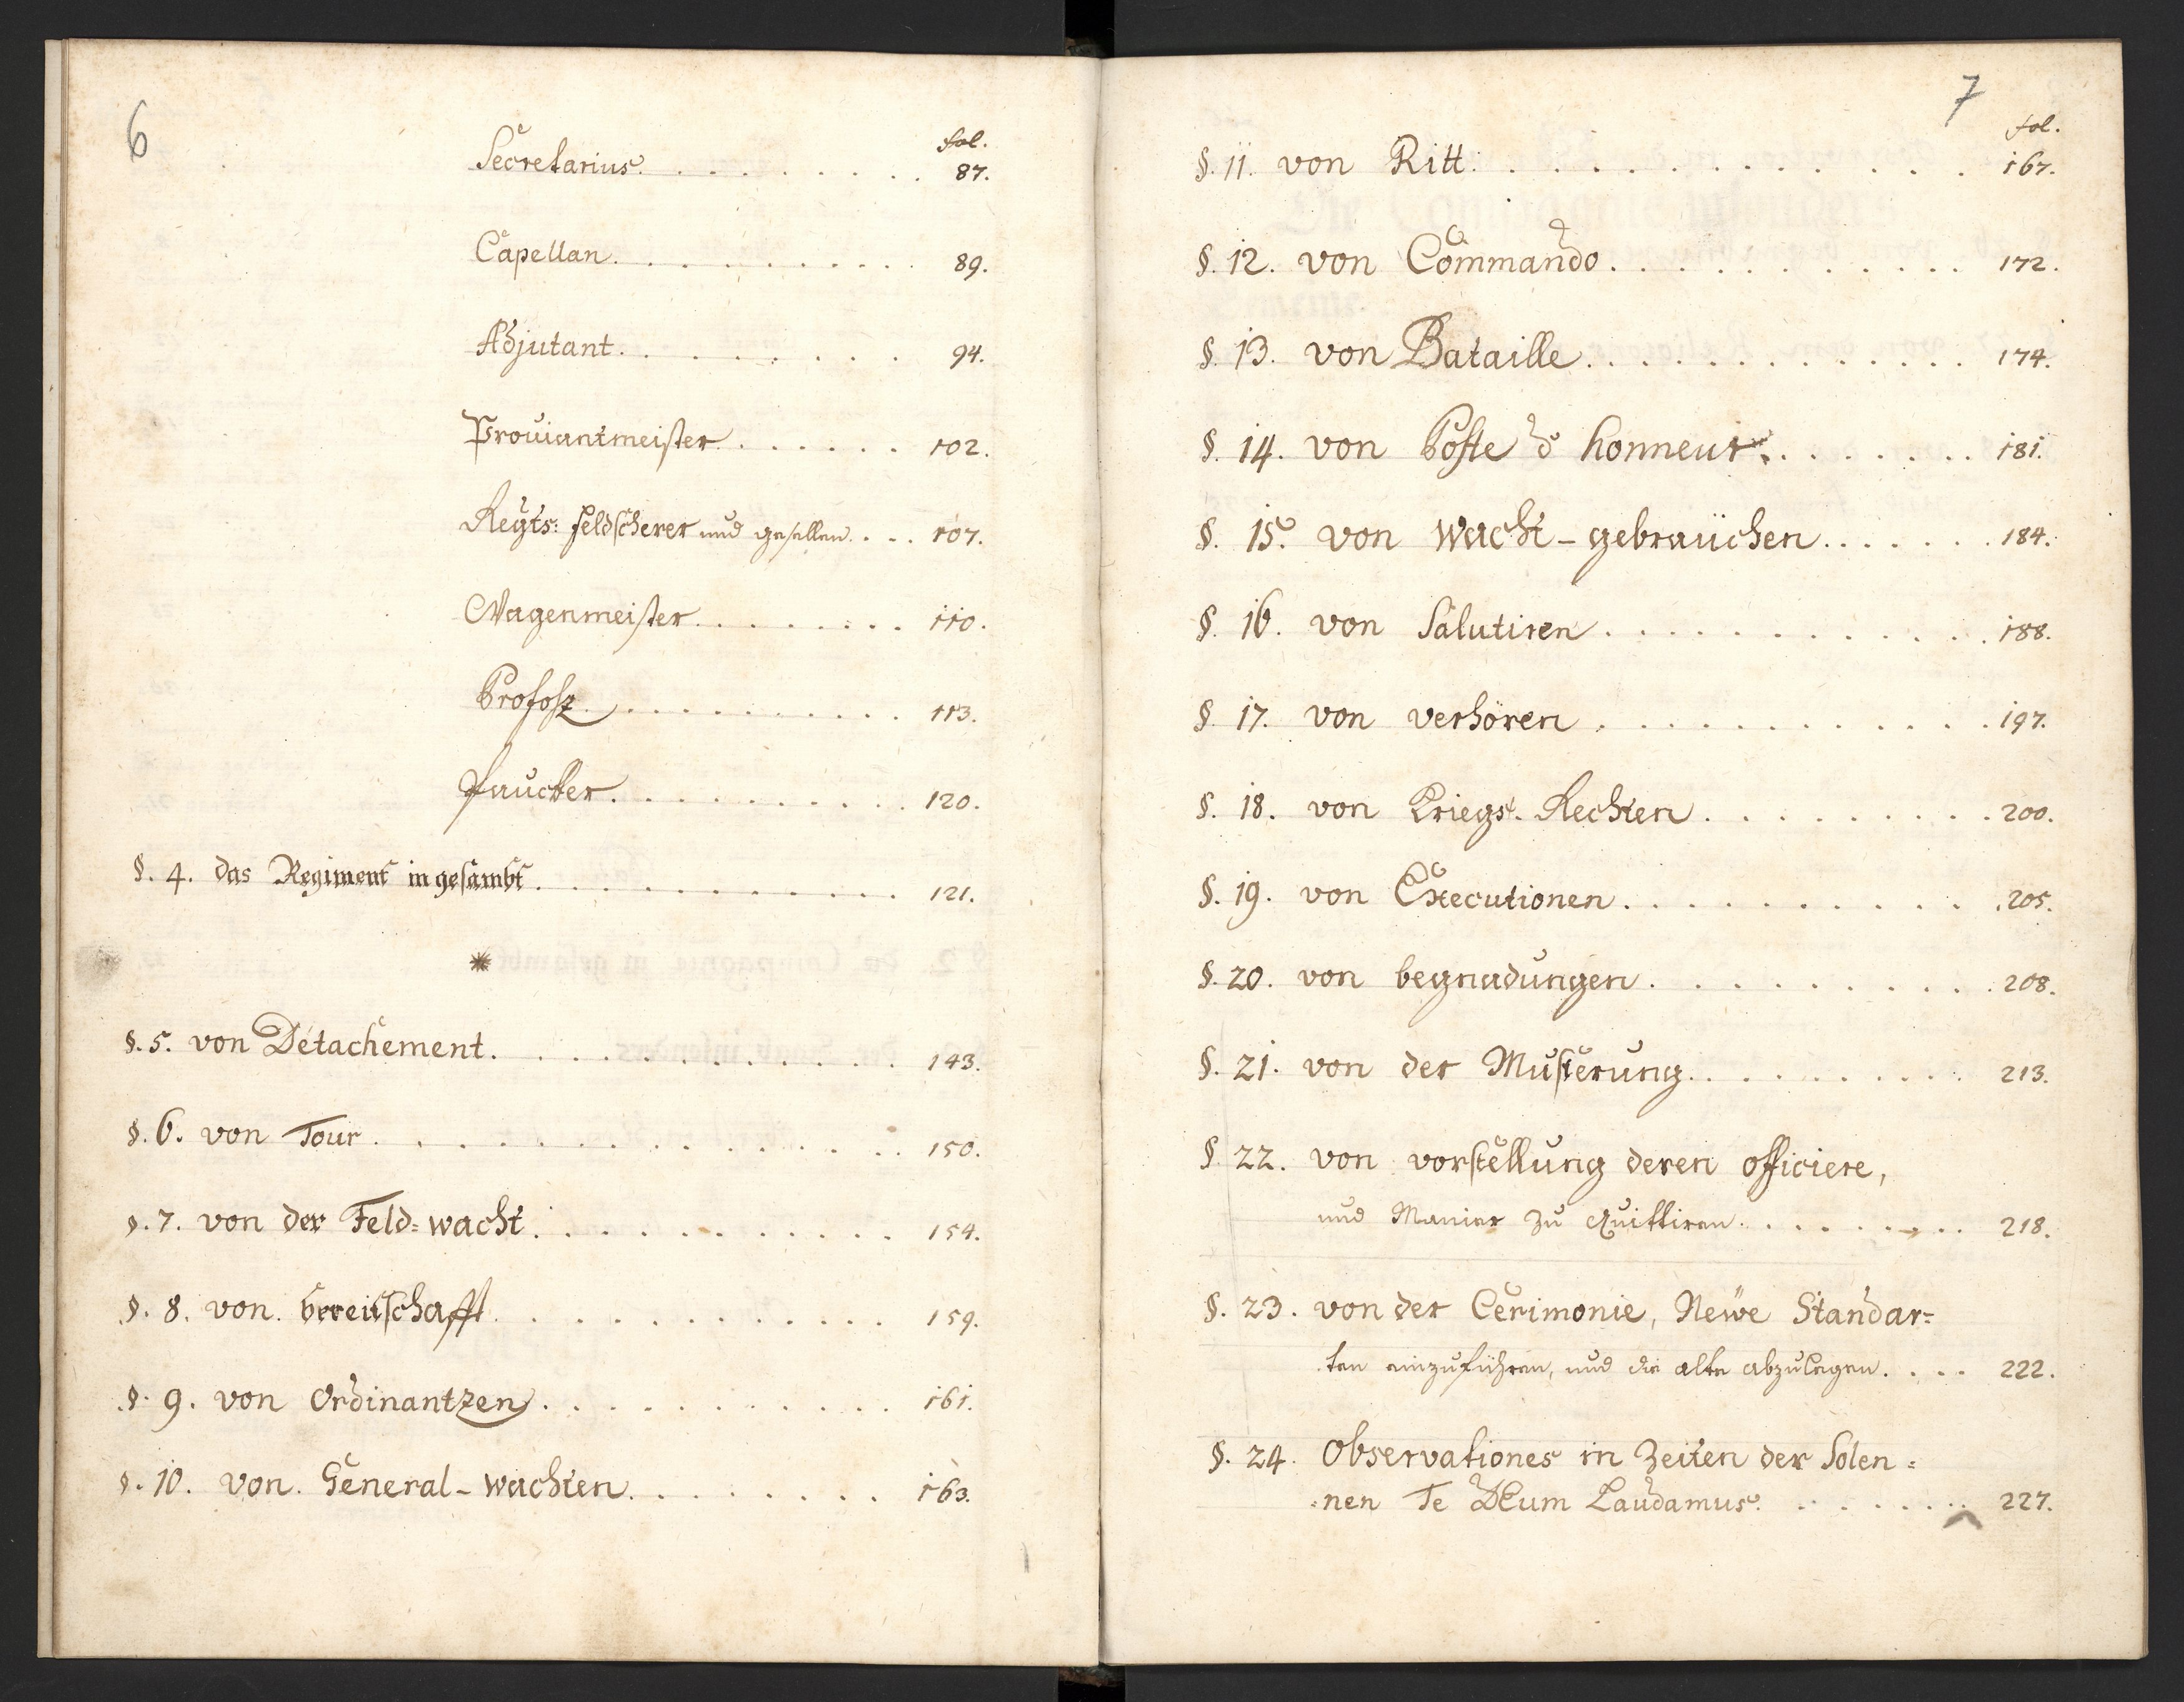 6
fol.
Secretarius. . . . . . . . . 87.
Capellan. . . . . . . . . . 89.
Adjutant. . . . . . . . . 94.
Prouiantmeister. . . . . . . 102.
Regts: feldscherer und gesellen. . . . 107.
Wagenmeister. . . . . . . . 110.
Profosz. . . . . . . . . . 113.
Paucker. . . . . . . . . . 120.
§. 4. das Regiment in gesambt. . . . . . . . . . . 121.
*
§. 5. von Detachement. . . . . . . . . . . . 143.
§. 6. von Tour. . . . . . . . . . . . . . 150.
§. 7. von der Feld=wacht. . . . . . . . . . . 154.
§. 8. von bereitschafft. . . . . . . . . . . 159.
§. 9. von Ordinantzen. . . . . . . . . . . 161.
§. 10. von General-wachten. . . . . . . . 163.
7
fol.
§. 11. von Ritt. . . . . . . . . . . . . 167.
§. 12. von Commando. . . . . . . . . . . 172.
§. 13. von Bataille. . . . . . . . . . . . 174.
§. 14. von Poste d'honneur. . . . . . . . 181.
§. 15. von wacht-gebraüchen. . . . . . . 184.
§. 16. von Salutiren. . . . . . . . . . . . 188.
§. 17. von verhören. . . . . . . . . . . . 197.
§. 18. von Kriegs. Rechten. . . . . . . . . 200.
§. 19. von Executionen. . . . . . . . . . . 205.
§. 20. von begnadungen. . . . . . . . . . 208.
§. 21. von der Musterung. . . . . . . . . . 213.
§. 22. von vorstellung deren officiere,
und Manier zu Quittiren. . . . . . . . 218.
§. 23. von der Cerimonie, Newe Standar=
ten einzuführen, und die alte abzulegen. . . . 222.
§. 24. Observationes in Zeiten der Solen=
=nen Te DEum Laudamus. . . . . . . . 227.